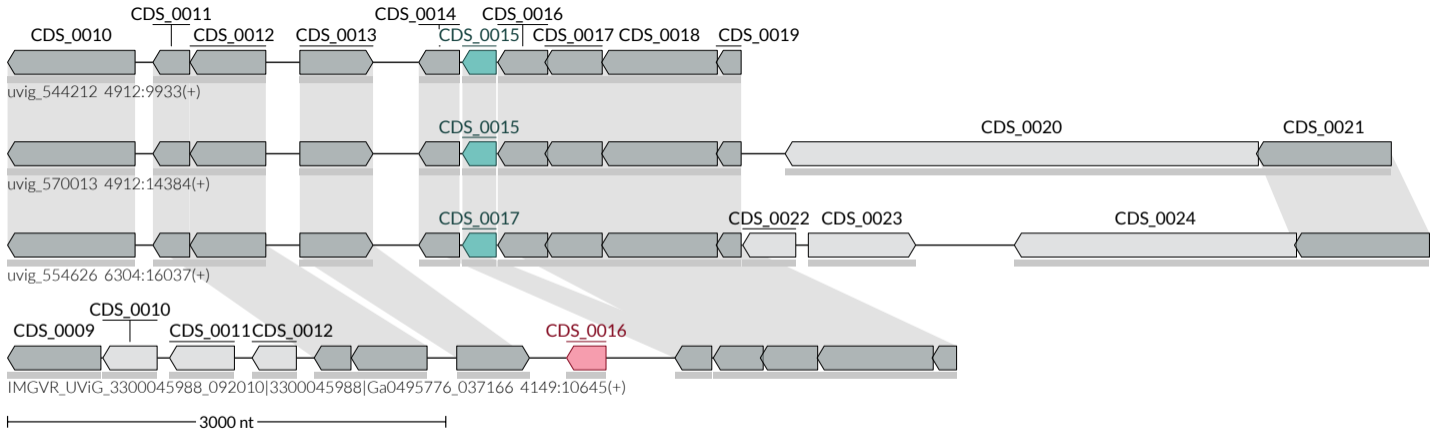 CDS_0011 CDS_0014 CDS_0016
CDS_0010 CDS_0012 CDS_0013 CDS_0015 CDS_0017 CDS_0018 CDS_0019
uvig_544212 4912:9933(+)
CDS_0015 CDS_0020 CDS_0021
uvig_570013 4912:14384(+)
CDS_0017 CDS_0022 CDS_0023 CDS_0024
uvig_554626 6304:16037(+)
CDS_0010
CDS_0009 CDS_0011 CDS_0012 CDS_0016
IMGVR_UViG_3300045988_092010|3300045988|Ga0495776_037166 4149:10645(+)
3000 nt